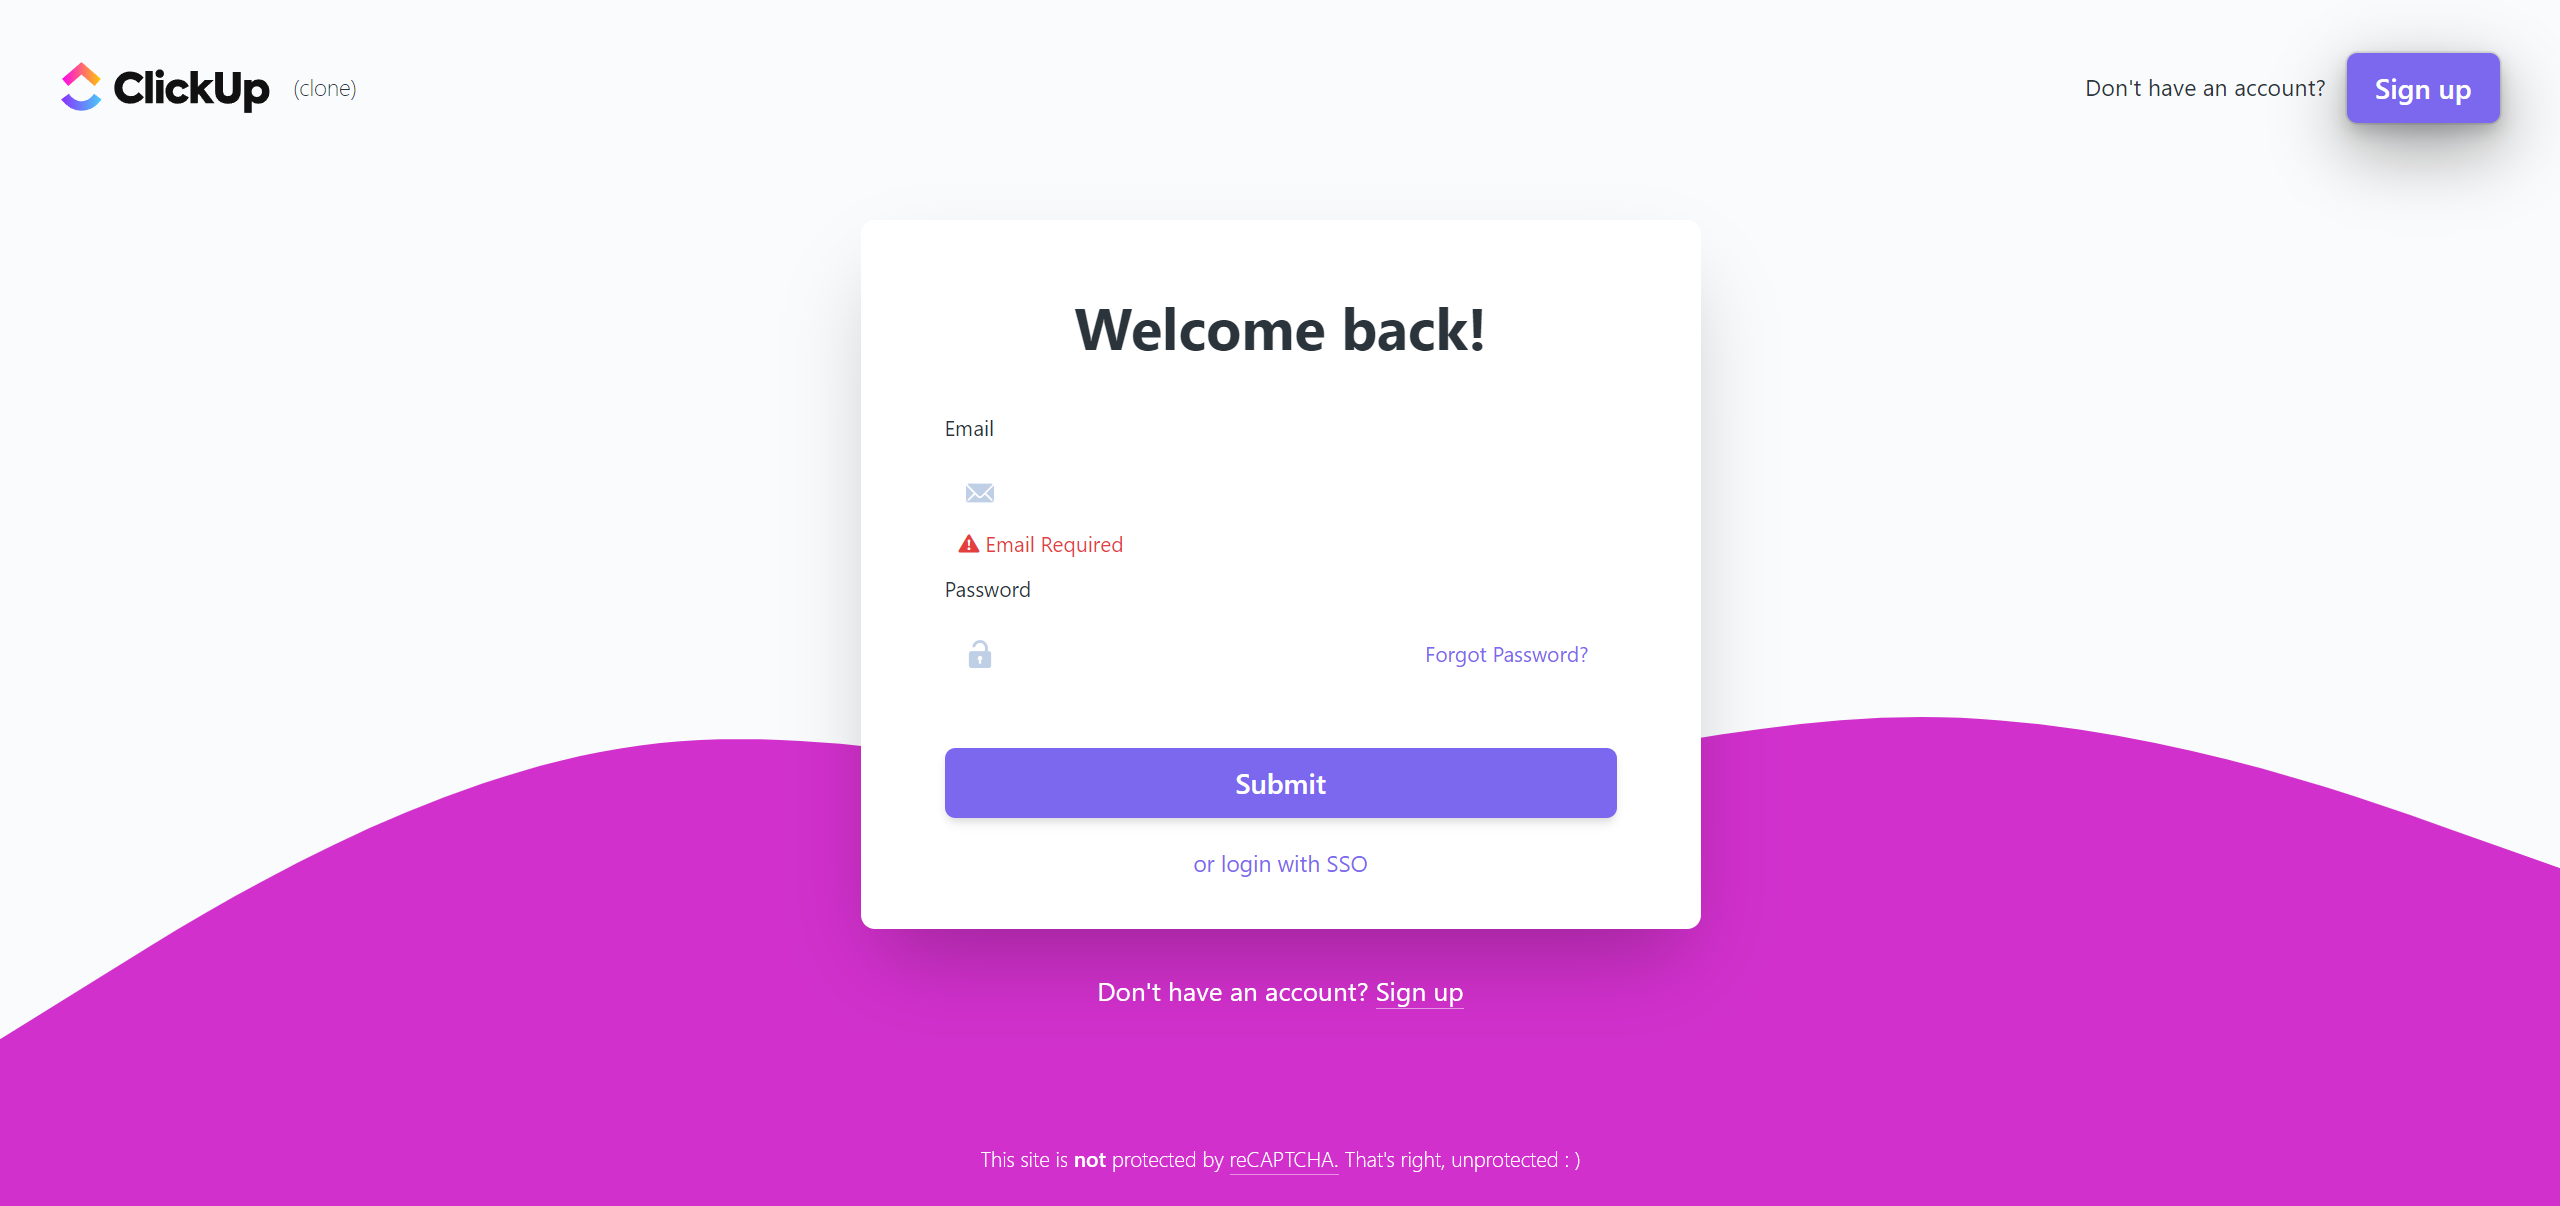 ClickUp (clone)
Don't have an account? Sign up
Welcome back!
Email
Email Required
Password
Forgot Password?
Submit
or login with SSO
Don't have an account? Sign up
This site is not protected by reCAPTCHA. That's right, unprotected : )